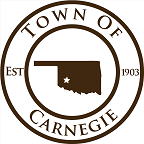 TOWN OF
EST 1903
CARNEGIE